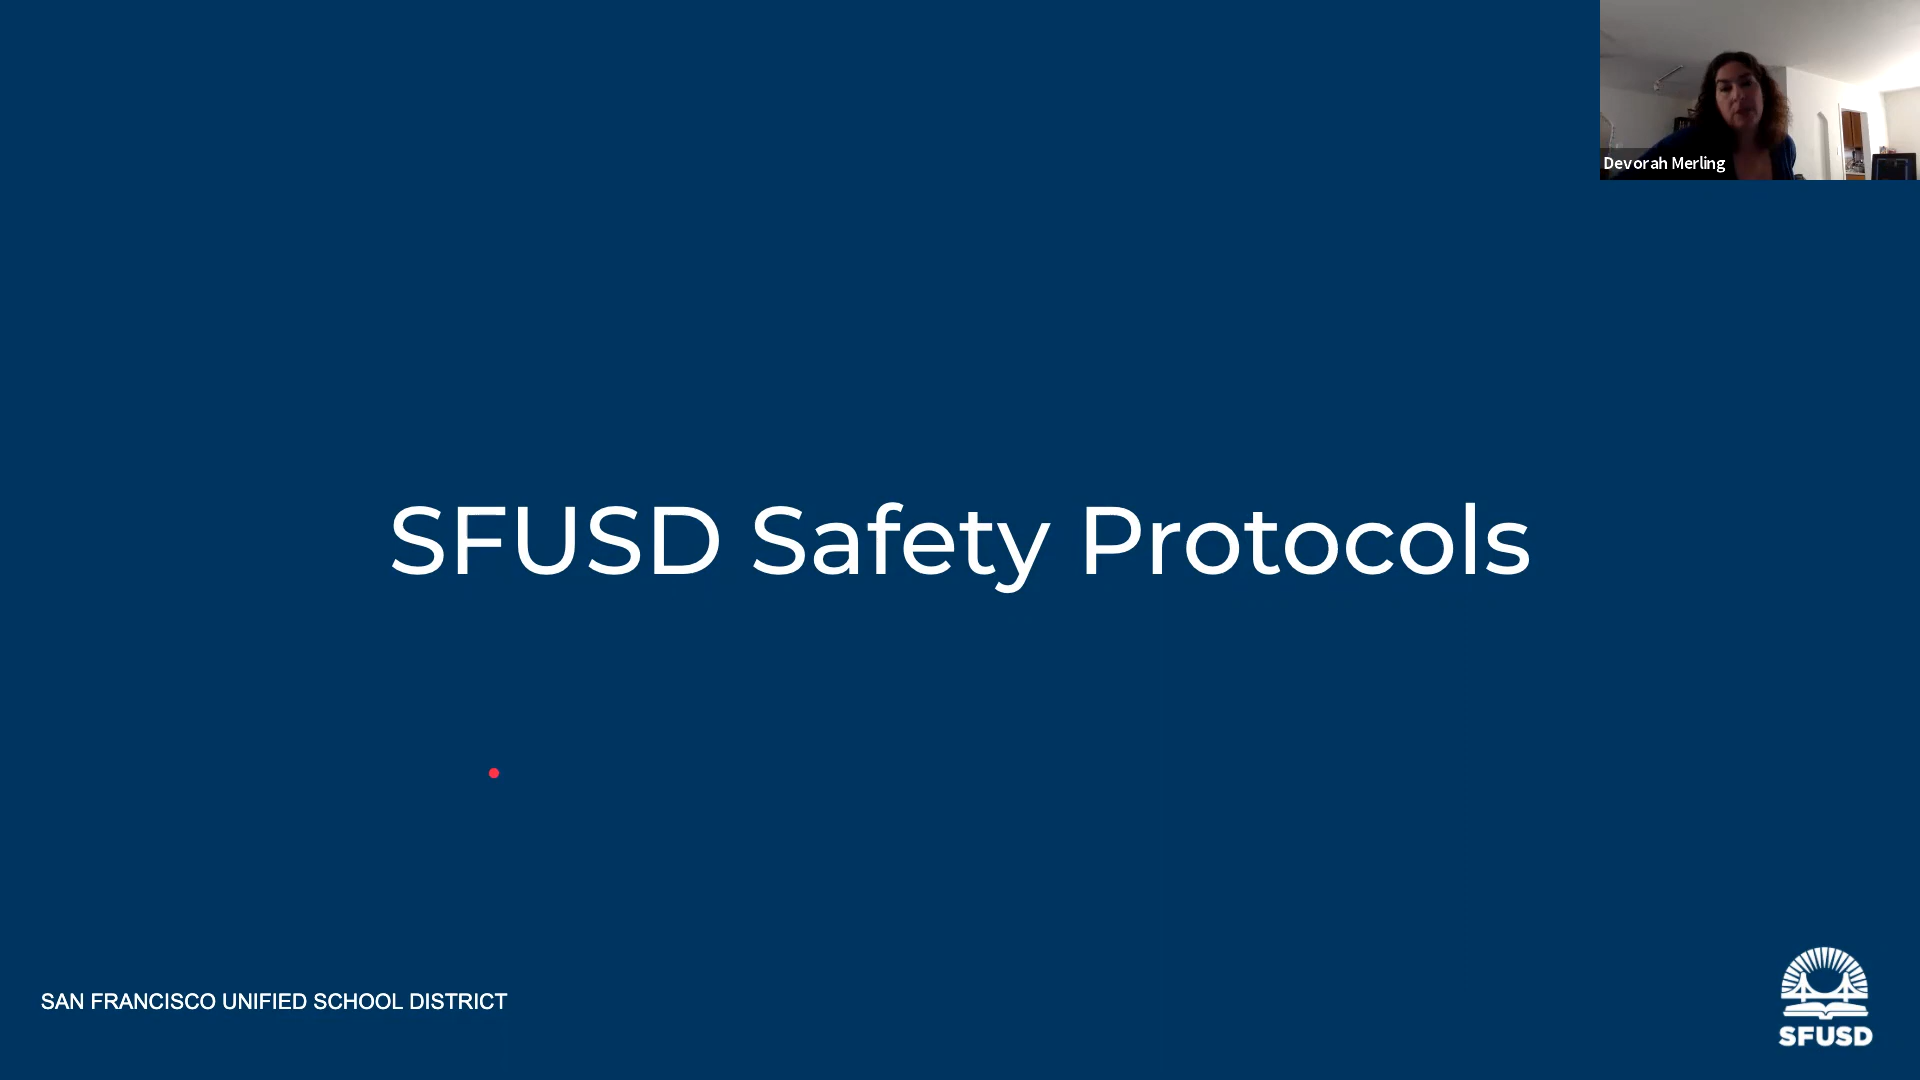 Devorah Merling
SFUSD Safety Protocols
SAN FRANCISCO UNIFIED SCHOOL DISTRICT
SFUSD